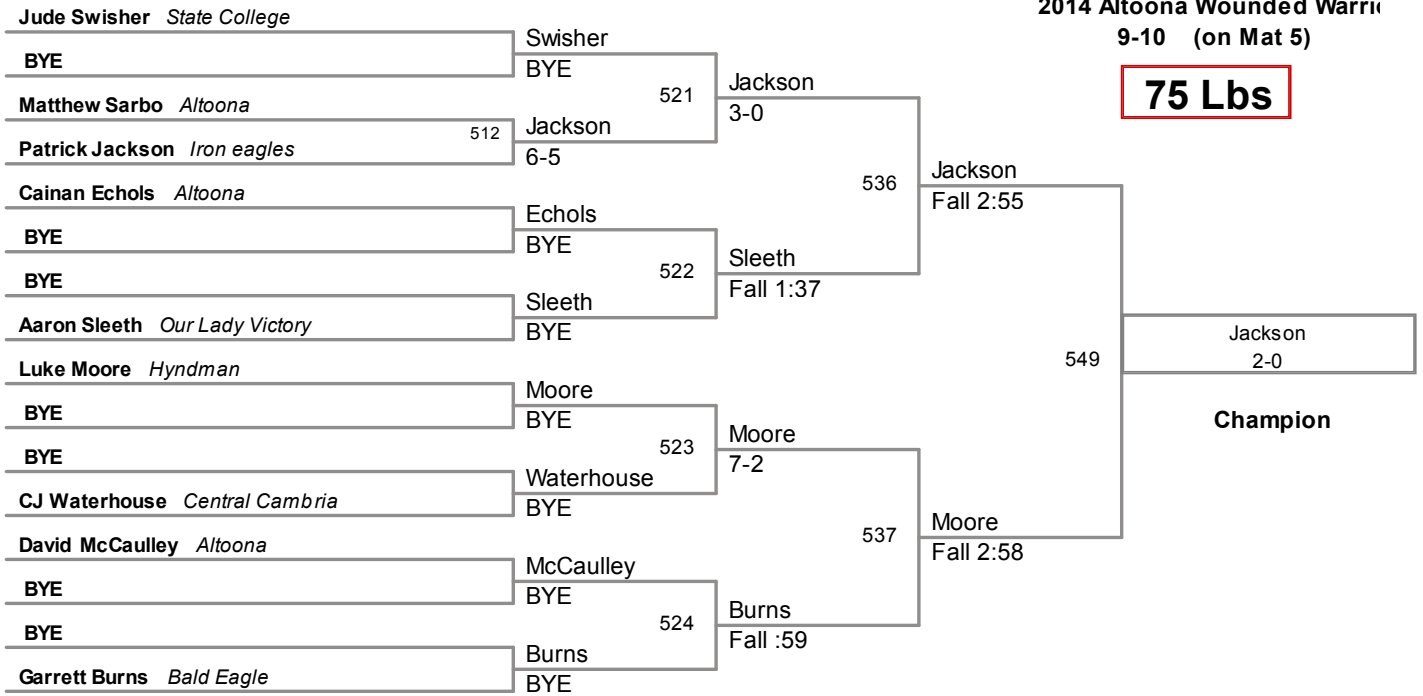 2014 Altoona Wounded Warri
9-10 (on Mat 5)
75 Lbs
Jude Swisher State College
BYE
Matthew Sarbo Altoona
Patrick Jackson Iron eagles
Cainan Echols Altoona
BYE
BYE
Aaron Sleeth Our Lady Victory
Luke Moore Hyndman
BYE
BYE
CJ Waterhouse Central Cambria
David McCaulley Altoona
BYE
BYE
Garrett Burns Bald Eagle
Swisher
BYE
512
Jackson
6-5
Echols
BYE
Sleeth
BYE
Moore
BYE
Waterhouse
BYE
McCaulley
BYE
Burns
BYE
521
Jackson
3-0
522
Sleeth
Fall 1:37
523
Moore
7-2
524
Burns
Fall :59
536
Jackson
Fall 2:55
537
Moore
Fall 2:58
549
Jackson
2-0
Champion